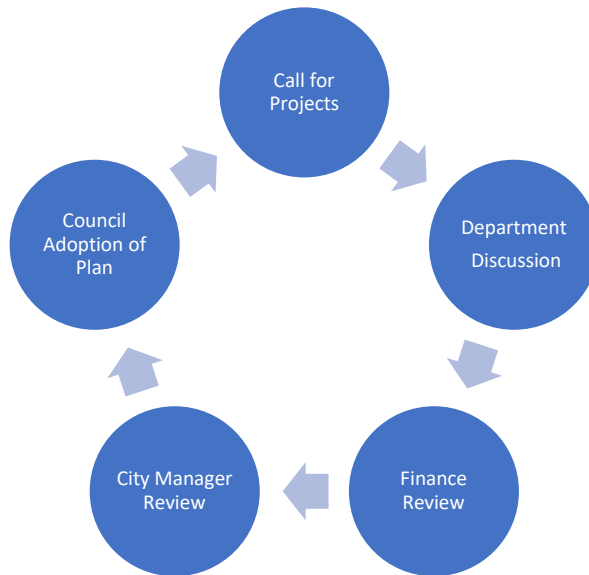 Call for
Projects
Department
Discussion
Finance
Review
City Manager
Review
Council
Adoption of
Plan